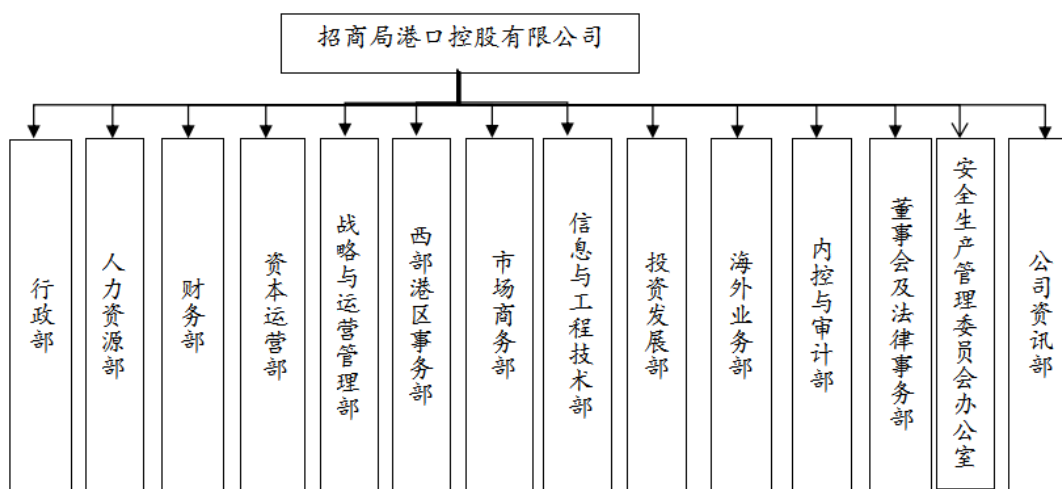 招商局港口控股有限公司
行政部
人力资源部
财务部
资本运营部
战略与运营管理部
西部港区事务部
市场商务部
信息与工程技术部
投资发展部
海外业务部
内控与审计部
董事会及法律事务部
安全生产管理委员会办公室
公司资讯部